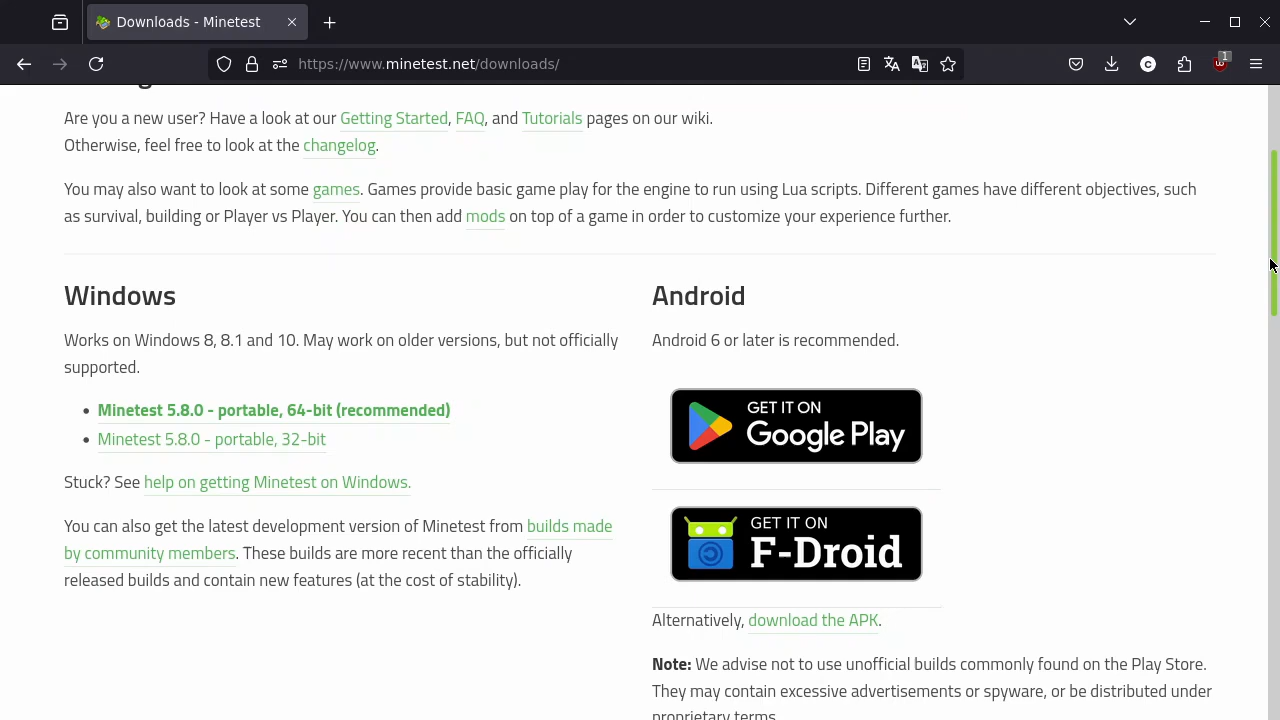 Downloads - Minetest
https://www.minetest.net/downloads/
1
Are you a new user? Have a look at our Getting Started, FAQ, and Tutorials pages on our wiki.
Otherwise, feel free to look at the changelog.
You may also want to look at some games. Games provide basic game play for the engine to run using Lua scripts. Different games have different objectives, such
as survival, building or Player vs Player. You can then add mods on top of a game in order to customize your experience further.
Windows
Works on Windows 8, 8.1 and 10. May work on older versions, but not officially
supported.
• Minetest 5.8.0 - portable, 64-bit (recommended)
• Minetest 5.8.0 - portable, 32-bit
Stuck? See help on getting Minetest on Windows.
You can also get the latest development version of Minetest from builds made
by community members. These builds are more recent than the officially
released builds and contain new features (at the cost of stability).
Android
Android 6 or later is recommended.
GET IT ON
Google Play
GET IT ON
F-Droid
Alternatively, download the APK.
Note: We advise not to use unofficial builds commonly found on the Play Store.
They may contain excessive advertisements or spyware, or be distributed under
proprietary terms.